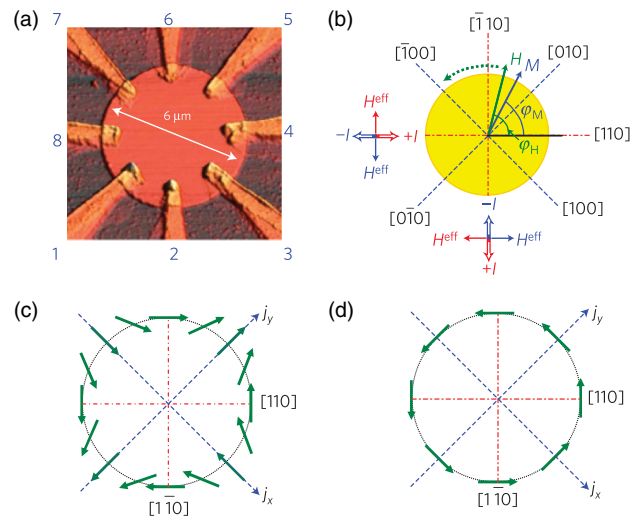 (a)
7 6 5
8 4
1 2 3
6 µm
(b)
[1̄10]
[1̄00] H M [010]
H^eff
−I +I
H^eff
φ_M
φ_H
[110]
[01̄0] [100]
−I
H^eff H^eff
+I
(c)
j_y
[110]
[11̄0]
j_x
(d)
j_y
[110]
[11̄0]
j_x